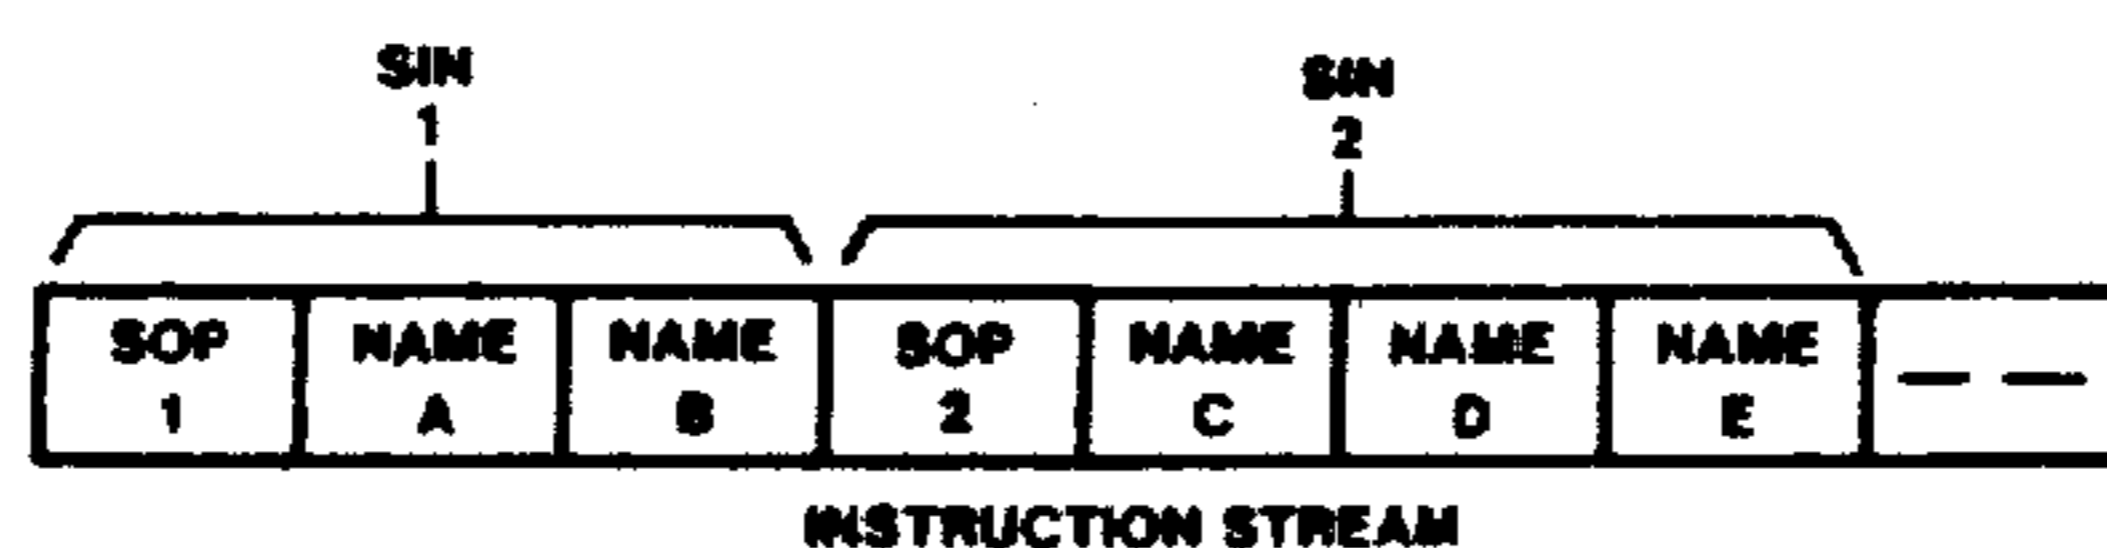 SIN SIN
1 2
SOP NAME NAME SOP NAME NAME NAME
1 A B 2 C D E
INSTRUCTION STREAM